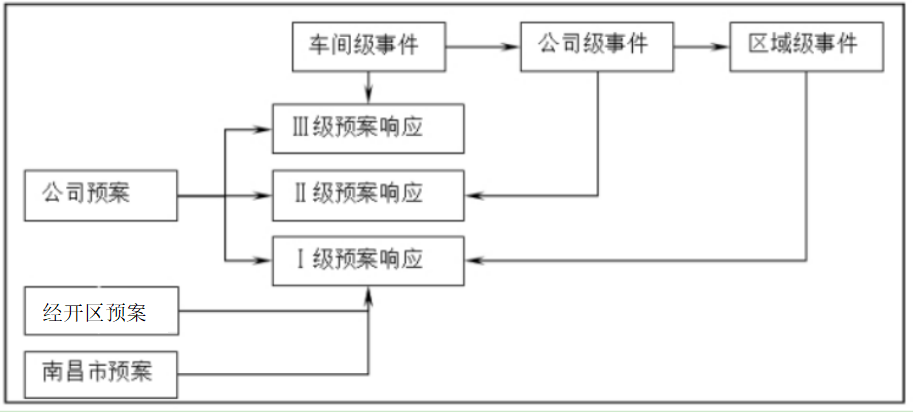 车间级事件
公司级事件
区域级事件
Ⅲ级预案响应
公司预案
Ⅱ级预案响应
Ⅰ级预案响应
经开区预案
南昌市预案